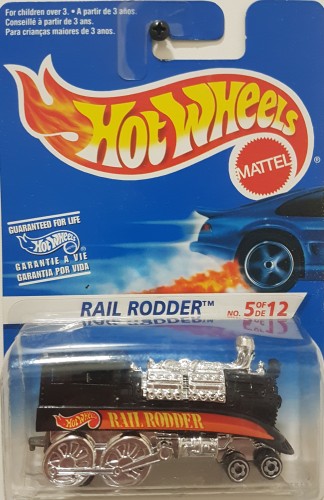 For children over 3. • A partir de 3 años.
Conseillé à partir de 3 ans.
Para crianças maiores de 3 anos.
HOT WHEELS
MATTEL
GUARANTEED FOR LIFE
Hot Wheels
GARANTIE A VIE
GARANTIA POR VIDA
RAIL RODDER™
NO. 5 OF DE 12
HOT WHEELS
RAIL RODDER